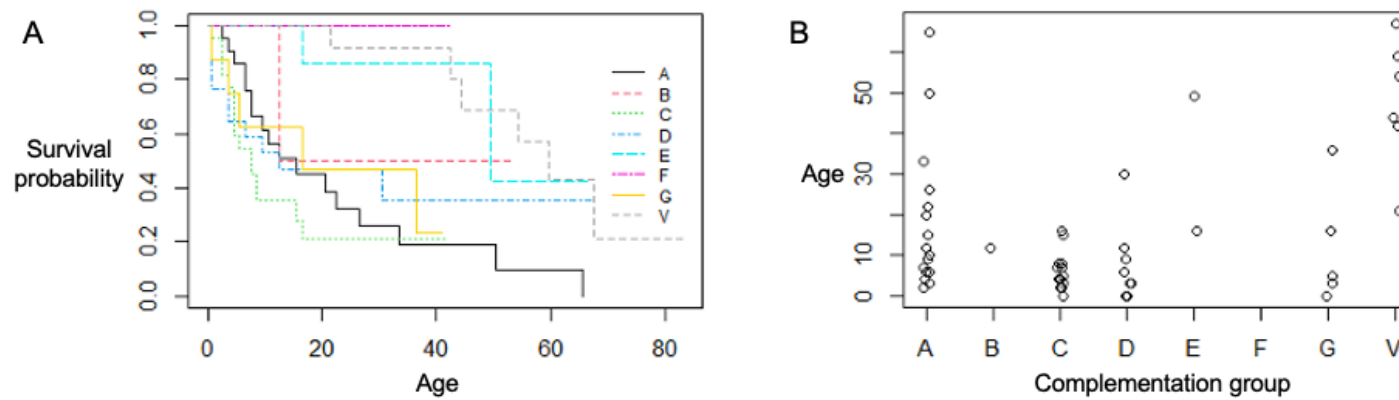 A
Survival
probability
0.0 0.2 0.4 0.6 0.8 1.0
A
B
C
D
E
F
G
V
0 20 40 60 80
Age
B
Age
0 10 30 50
A B C D E F G V
Complementation group